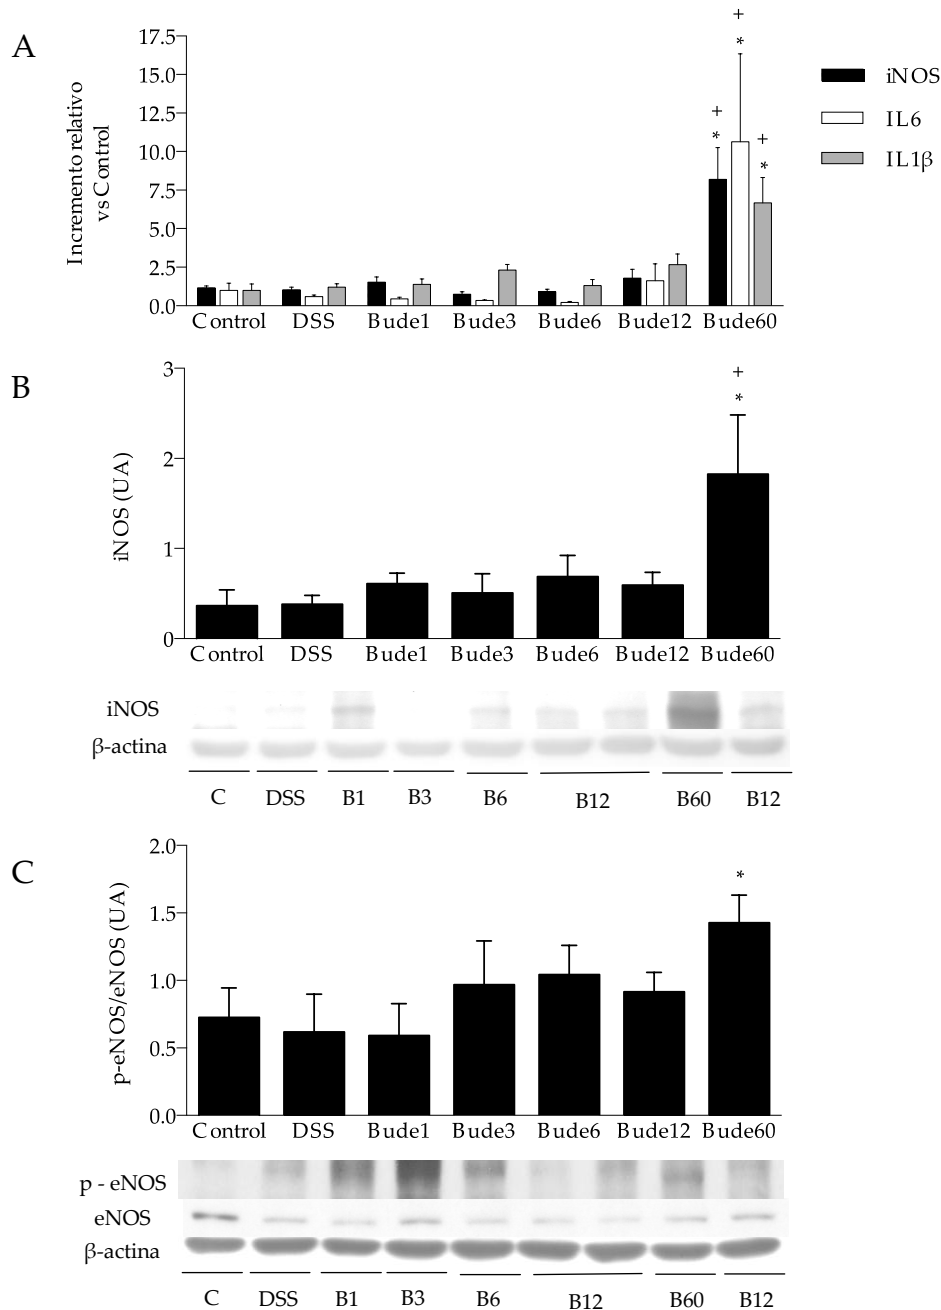 A
Incremento relativo
vs Control
17.5
15.0
12.5
10.0
7.5
5.0
2.5
0.0
+
*
+
*
+
*
iNOS
IL6
IL1β
Control DSS Bude1 Bude3 Bude6 Bude12 Bude60
B
iNOS (UA)
3
2
1
0
+
*
Control DSS Bude1 Bude3 Bude6 Bude12 Bude60
iNOS
β-actina
C DSS B1 B3 B6 B12 B60 B12
C
p-eNOS/eNOS (UA)
2.0
1.5
1.0
0.5
0.0
*
Control DSS Bude1 Bude3 Bude6 Bude12 Bude60
p - eNOS
eNOS
β-actina
C DSS B1 B3 B6 B12 B60 B12